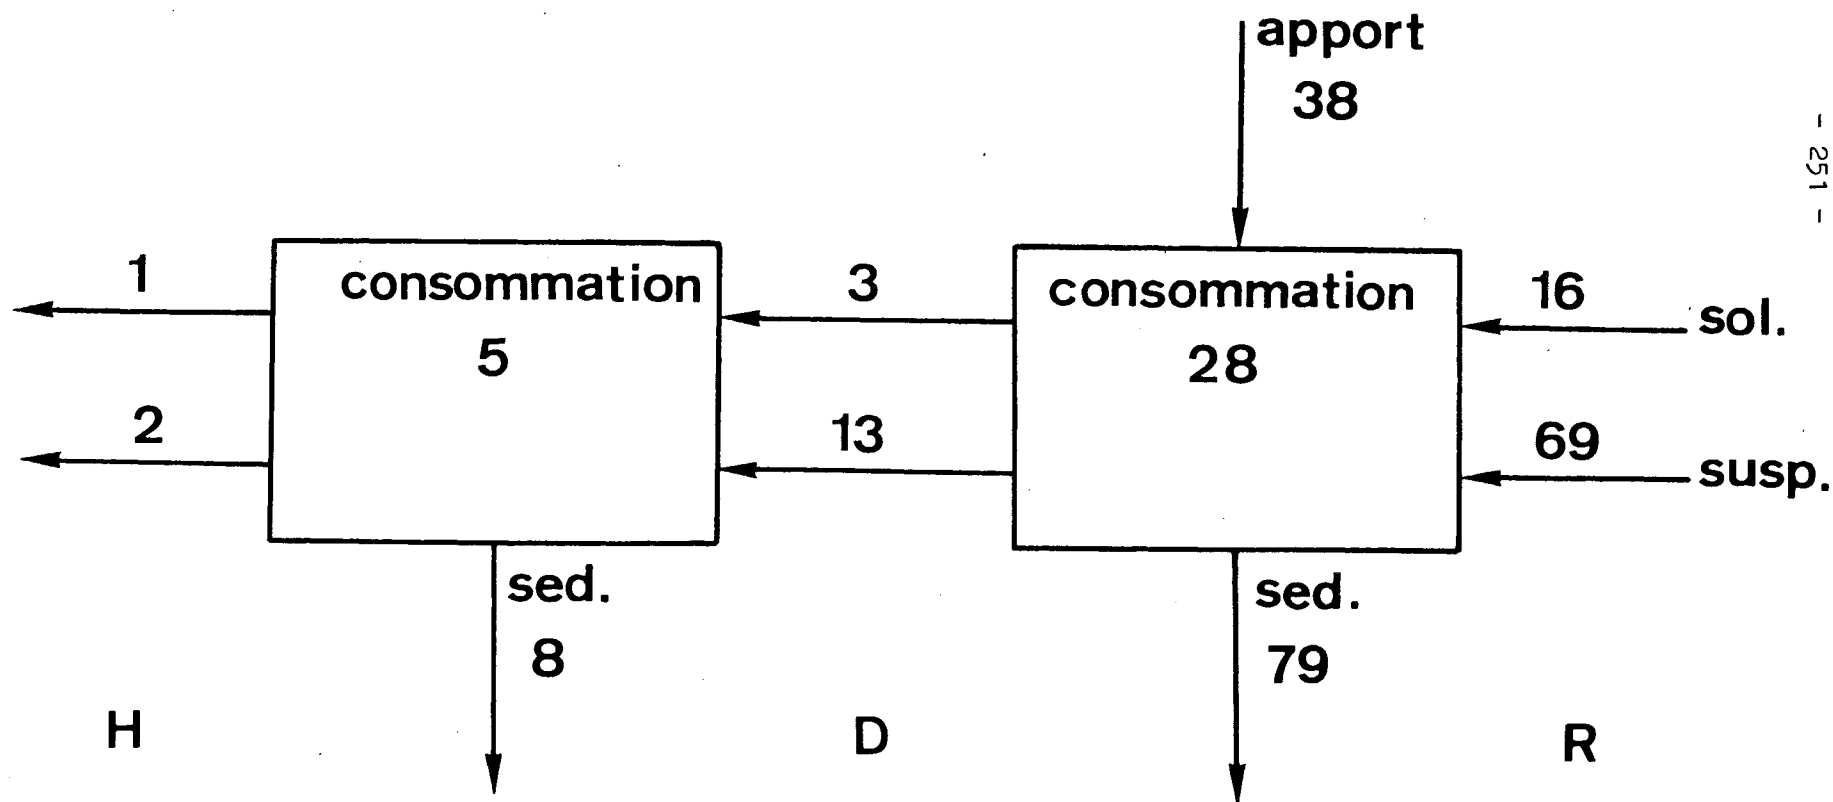 apport
38
- 251 -
1
consommation
3
consommation
16
sol.
5
28
2
13
69
susp.
sed.
8
sed.
79
H
D
R